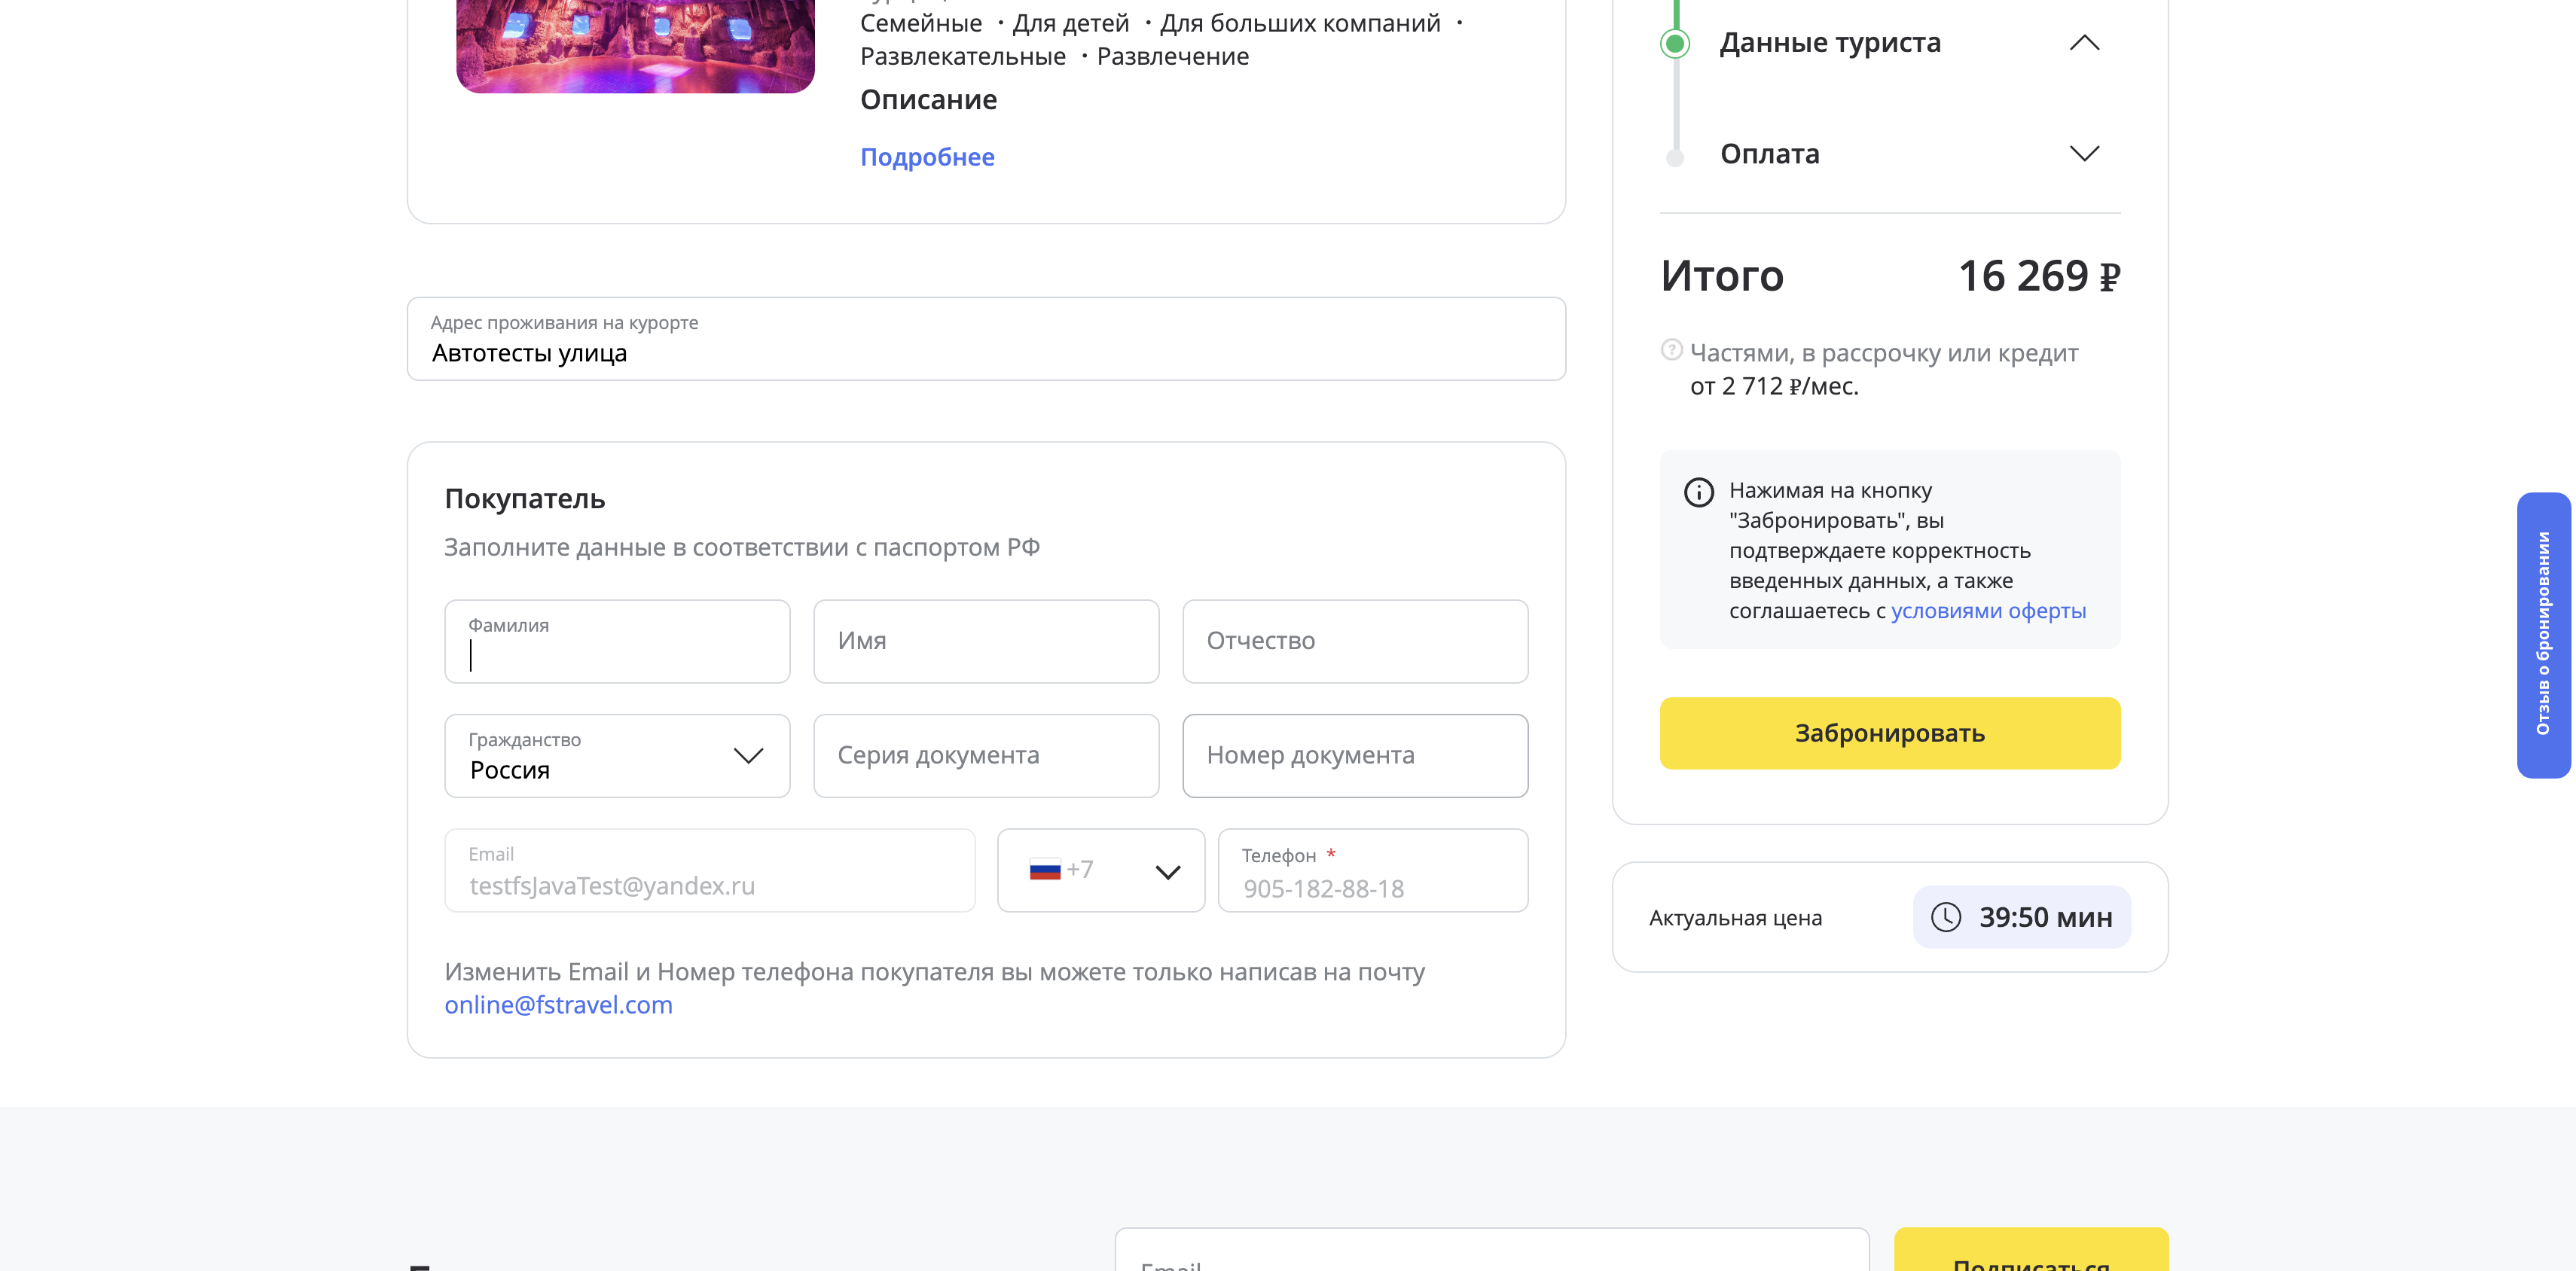 Семейные · Для детей · Для больших компаний ·
Развлекательные · Развлечение
Описание
Подробнее
Адрес проживания на курорте
Автотесты улица
Покупатель
Заполните данные в соответствии с паспортом РФ
Фамилия
Имя
Отчество
Гражданство
Россия
Серия документа
Номер документа
Email
testfsJavaTest@yandex.ru
+7
Телефон *
905-182-88-18
Изменить Email и Номер телефона покупателя вы можете только написав на почту
online@fstravel.com
Данные туриста
Оплата
Итого 16 269 ₽
Частями, в рассрочку или кредит
от 2 712 ₽/мес.
Нажимая на кнопку
"Забронировать", вы
подтверждаете корректность
введенных данных, а также
соглашаетесь с условиями оферты
Забронировать
Актуальная цена 39:50 мин
Отзыв о бронировании
Email
Подписаться